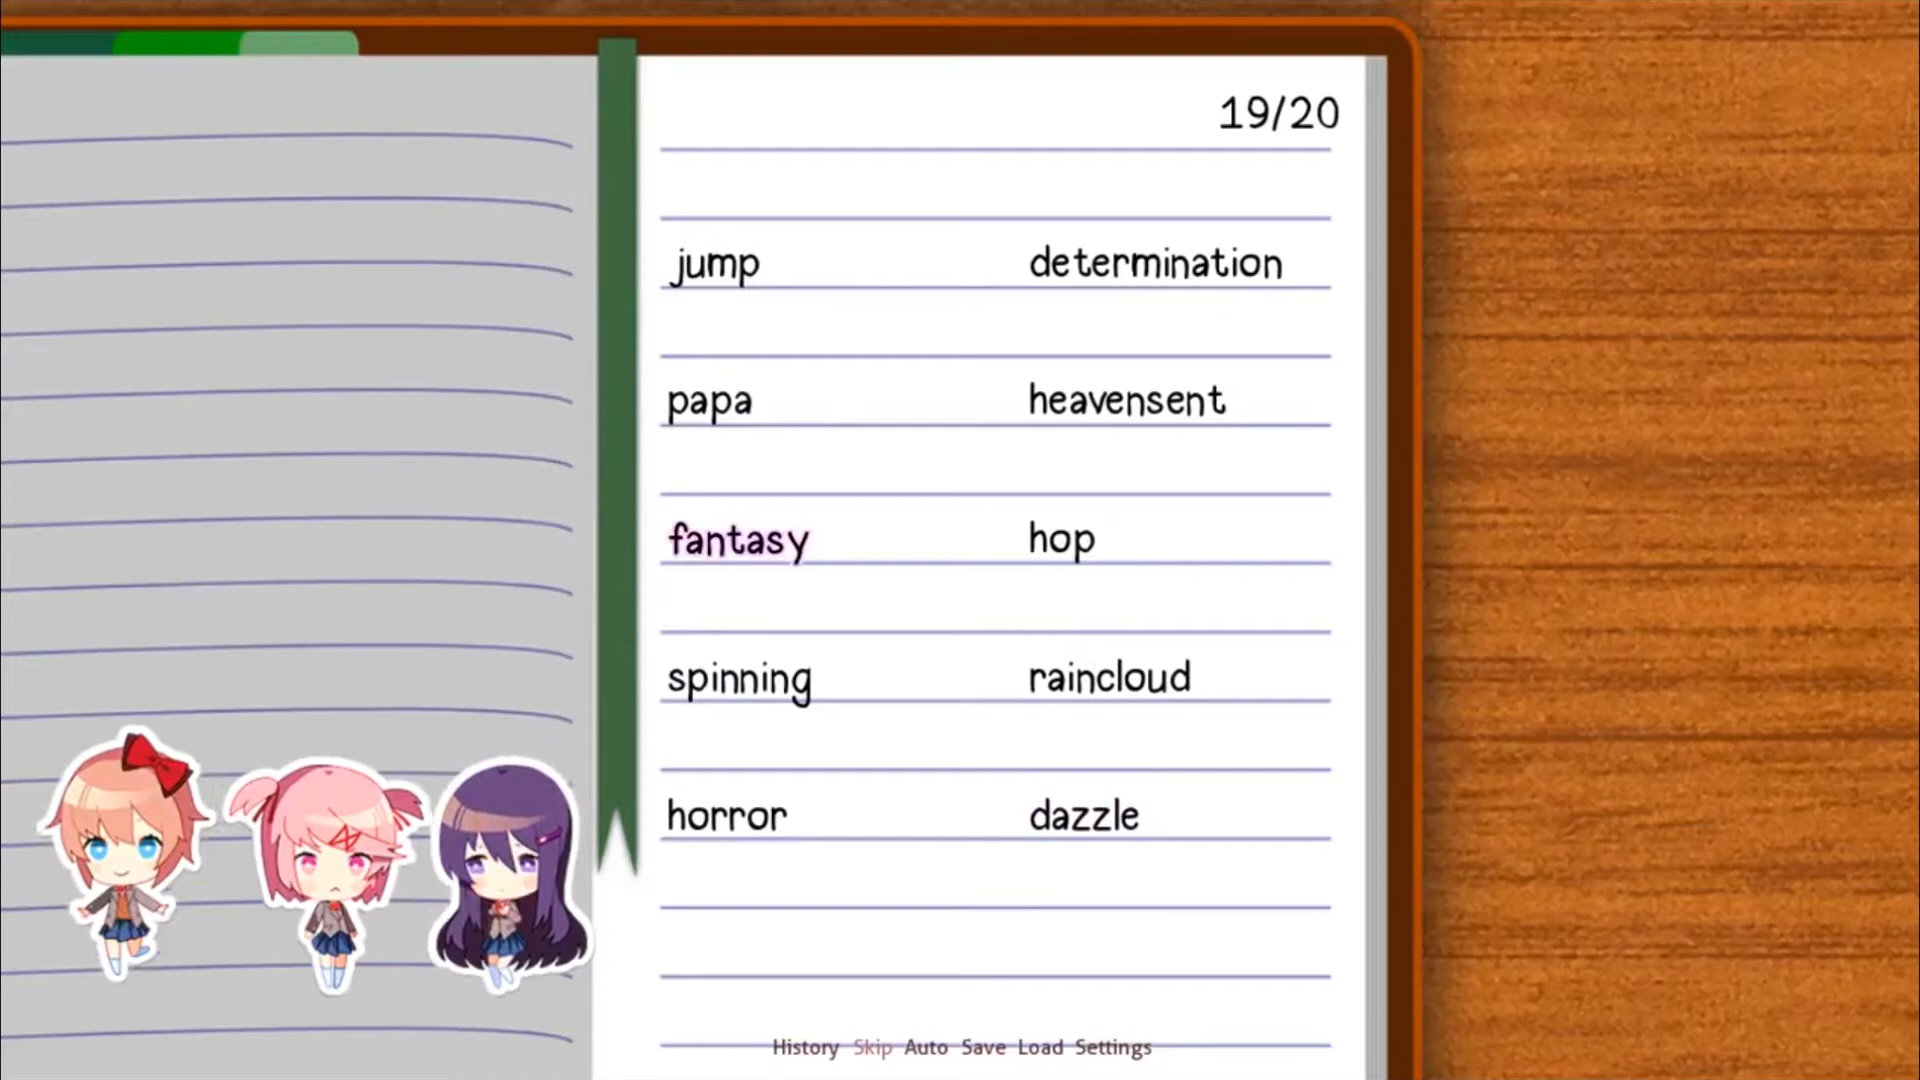 19/20
jump determination
papa heavensent
fantasy hop
spinning raincloud
horror dazzle
History Skip Auto Save Load Settings